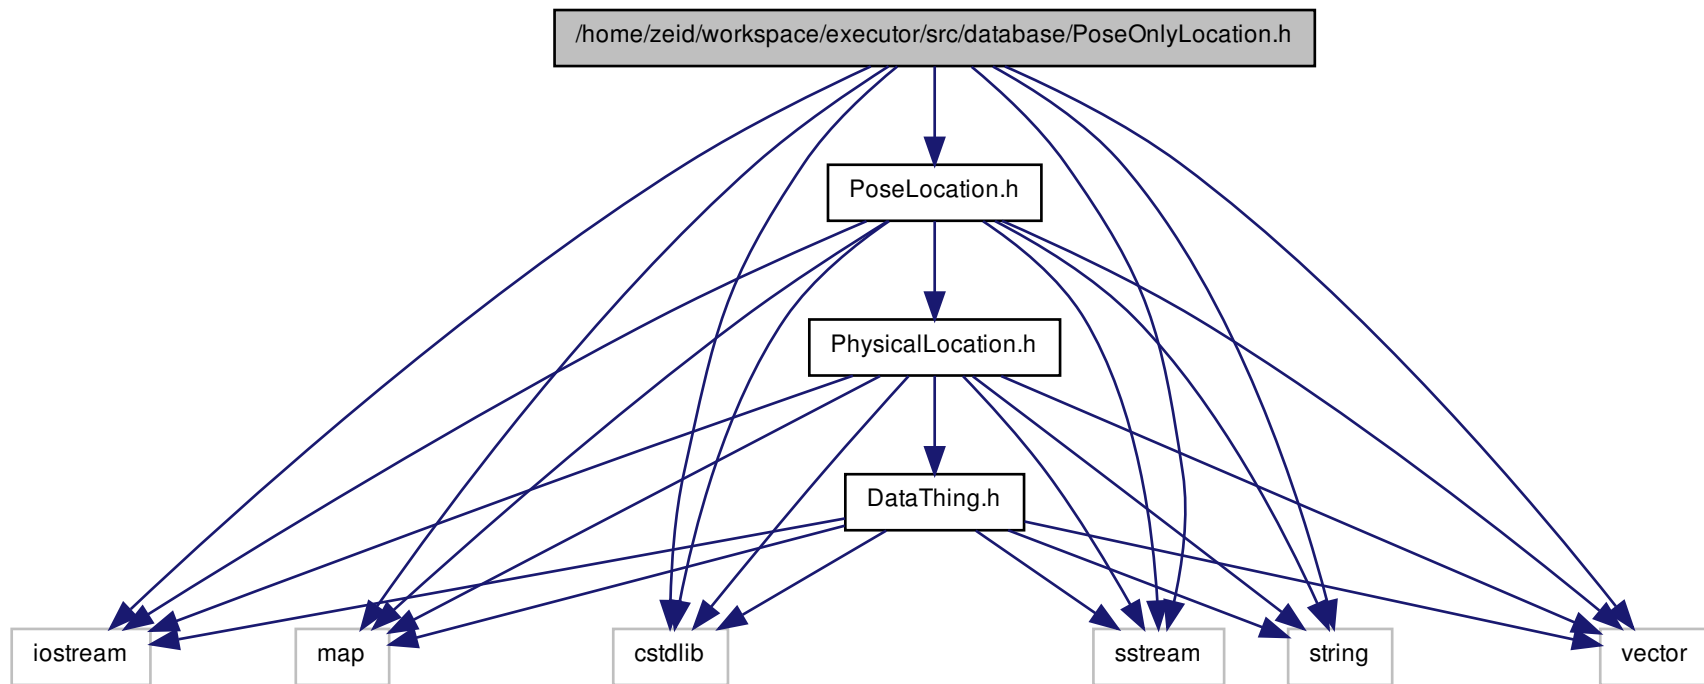 /home/zeid/workspace/executor/src/database/PoseOnlyLocation.h
PoseLocation.h
PhysicalLocation.h
DataThing.h
iostream
map
cstdlib
sstream
string
vector